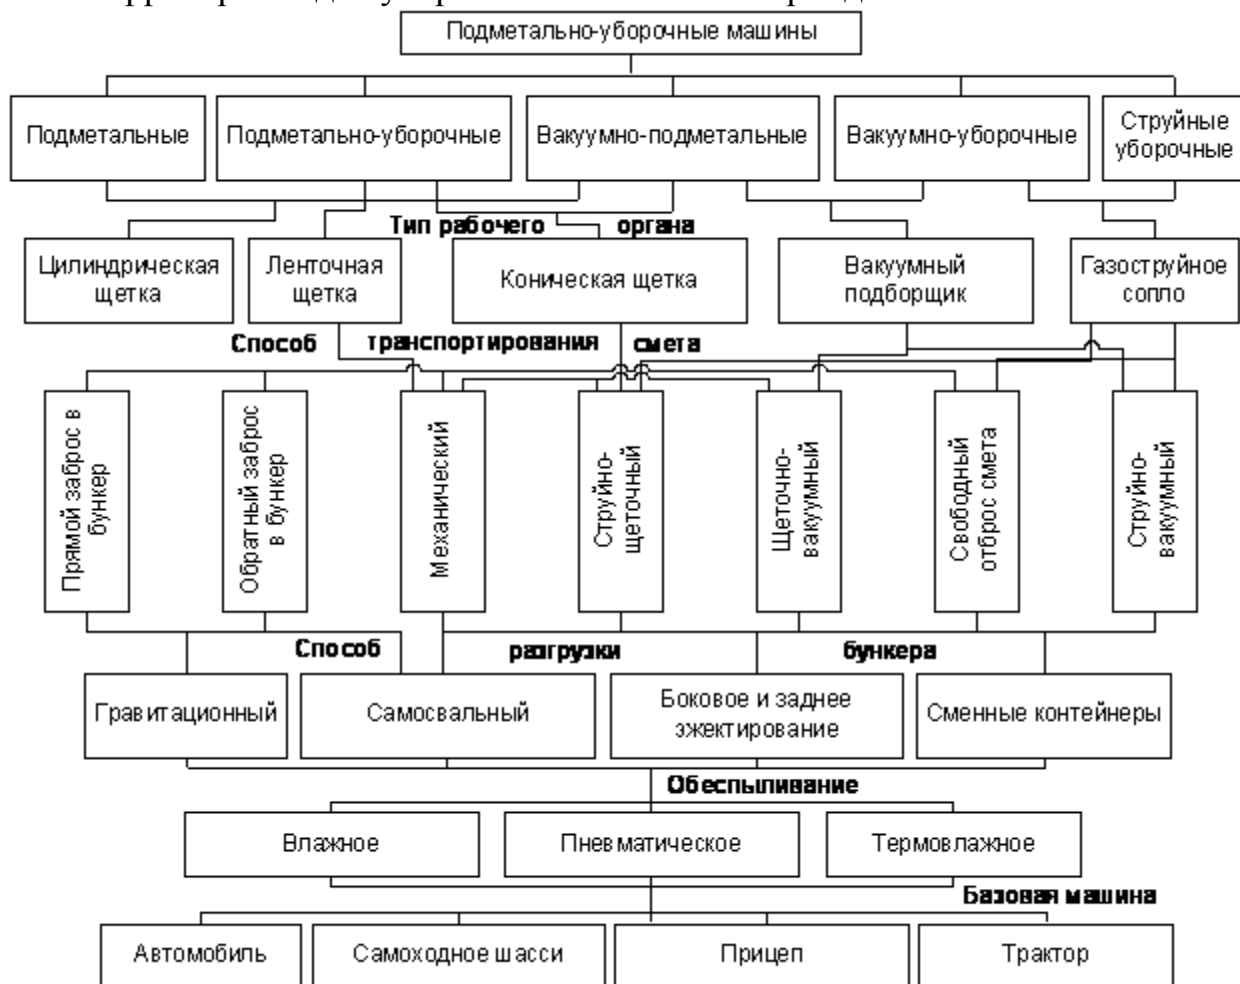 Подметально-уборочные машины
Подметальные
Подметально-уборочные
Вакуумно-подметальные
Вакуумно-уборочные
Струйные
уборочные
Тип рабочего органа
Цилиндрическая
щетка
Ленточная
щетка
Коническая щетка
Вакуумный
подборщик
Газоструйное
сопло
Способ транспортирования смета
Прямой заброс в
бункер
Обратный заброс
в бункер
Механический
Струйно-
щеточный
Щеточно-
вакуумный
Свободный
отброс смета
Струйно-
вакуумный
Способ разгрузки бункера
Гравитационный
Самосвальный
Боковое и заднее
эжектирование
Сменные контейнеры
Обеспыливание
Влажное
Пневматическое
Термовлажное
Базовая машина
Автомобиль
Самоходное шасси
Прицеп
Трактор